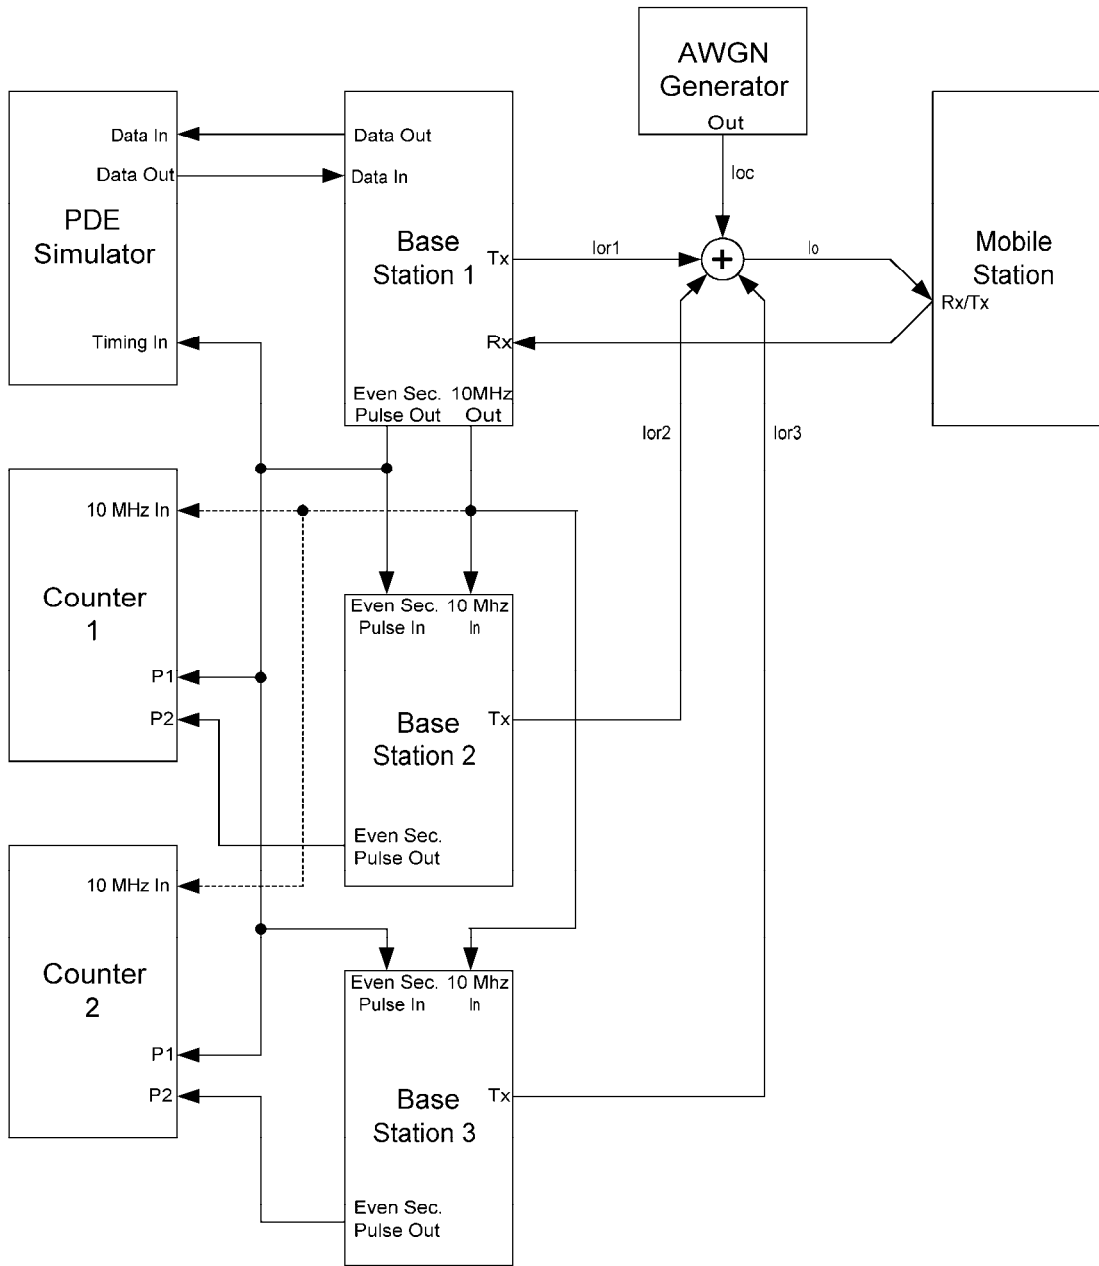 AWGN
Generator
Out
Ioc
Data In
Data Out
PDE
Simulator
Timing In
Data Out
Data In
Base
Station 1
Tx
Rx
Even Sec.
Pulse Out
10MHz
Out
Ior1
+
Io
Mobile
Station
Rx/Tx
Ior2
Ior3
10 MHz In
Counter
1
P1
P2
Even Sec.
Pulse In
10 Mhz
In
Base
Station 2
Tx
Even Sec.
Pulse Out
10 MHz In
Counter
2
P1
P2
Even Sec.
Pulse In
10 Mhz
In
Base
Station 3
Tx
Even Sec.
Pulse Out